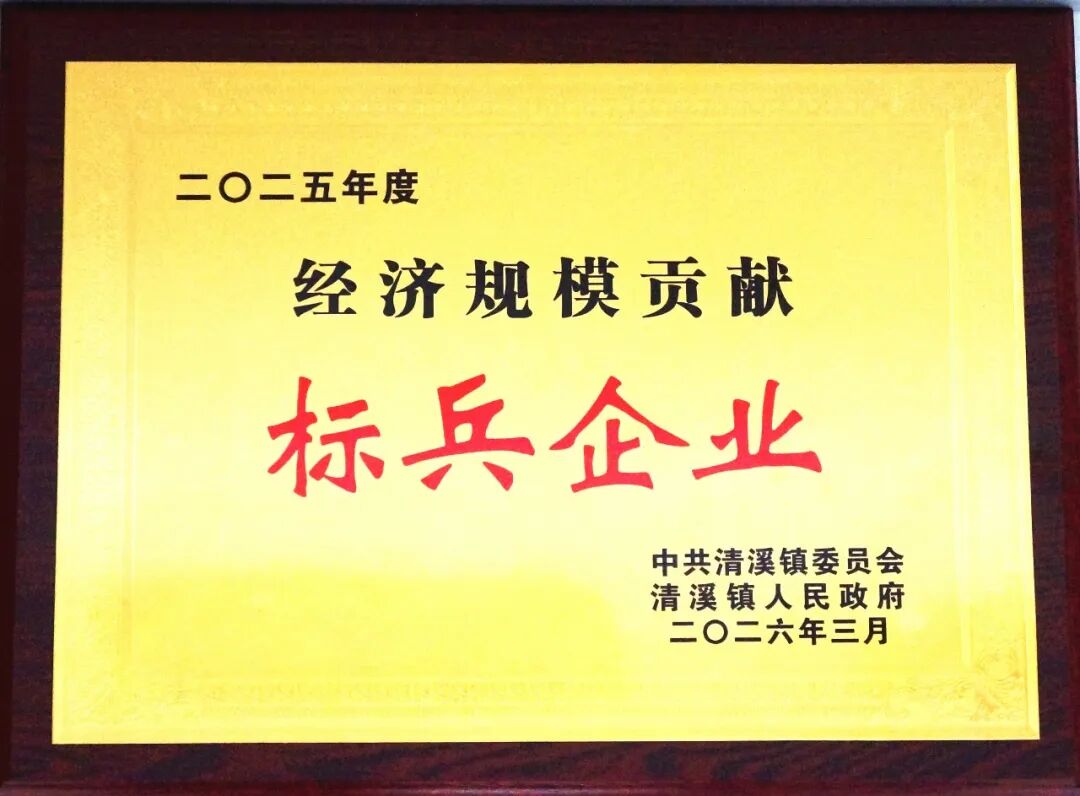 二〇二五年度
经济规模贡献
标兵企业
中共清溪镇委员会
清溪镇人民政府
二〇二六年三月